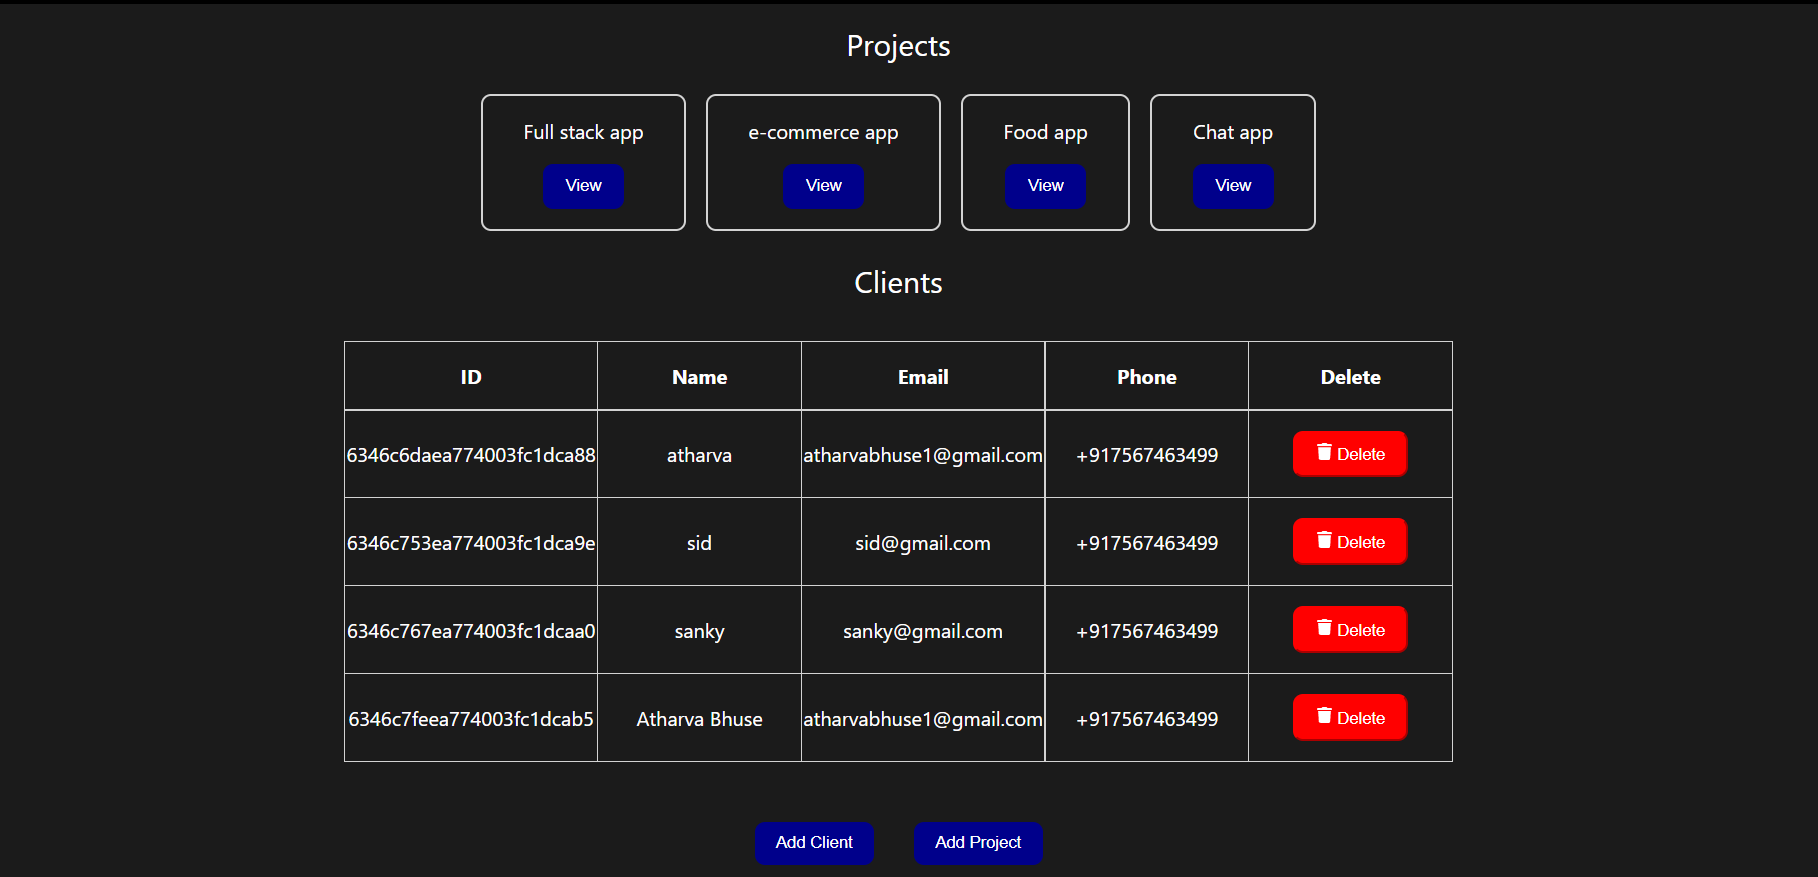 Projects
Full stack app e-commerce app Food app Chat app
View View View View
Clients
ID Name Email Phone Delete
6346c6daea774003fc1dca88 atharva atharvabhuse1@gmail.com +917567463499 Delete
6346c753ea774003fc1dca9e sid sid@gmail.com +917567463499 Delete
6346c767ea774003fc1dcaa0 sanky sanky@gmail.com +917567463499 Delete
6346c7feea774003fc1dcab5 Atharva Bhuse atharvabhuse1@gmail.com +917567463499 Delete
Add Client Add Project